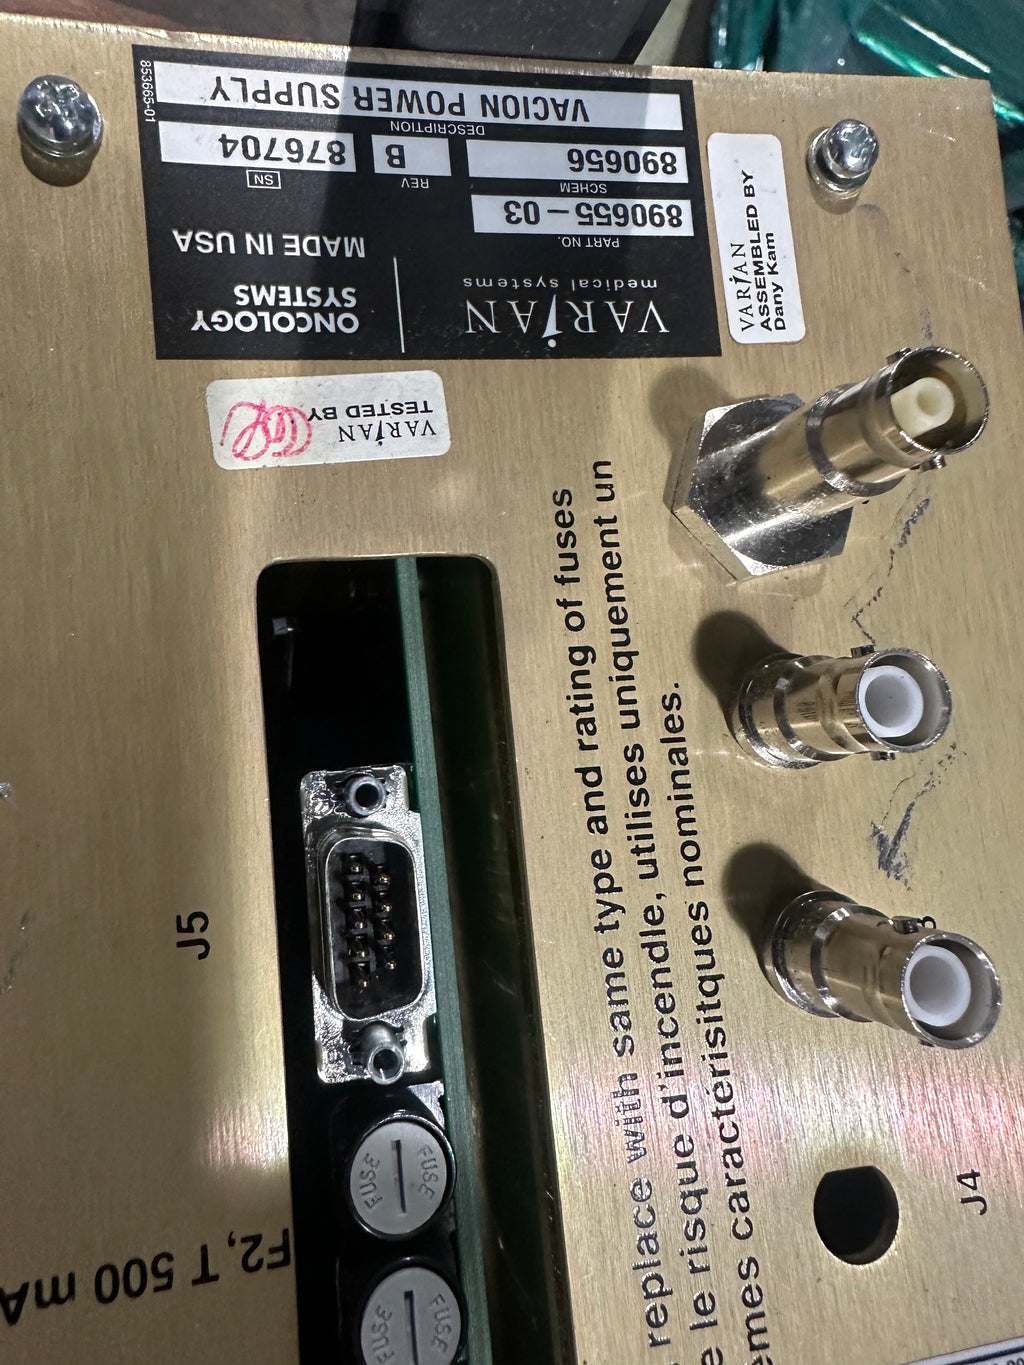 VARIAN
medical systems
ONCOLOGY
SYSTEMS
PART NO.
890655-03
MADE IN USA
SCHEM
890656
REV
B
SN
876704
DESCRIPTION
VACION POWER SUPPLY
853665-01
VARIAN
ASSEMBLED BY
Dany Kam
VARIAN
TESTED BY
replace with same type and rating of fuses
le risque d'incendie, utilises uniquement un
mes caractérisitques nominales.
J5
J4
F2, T 500 mA
FUSE
FUSE
FUSE
FUSE